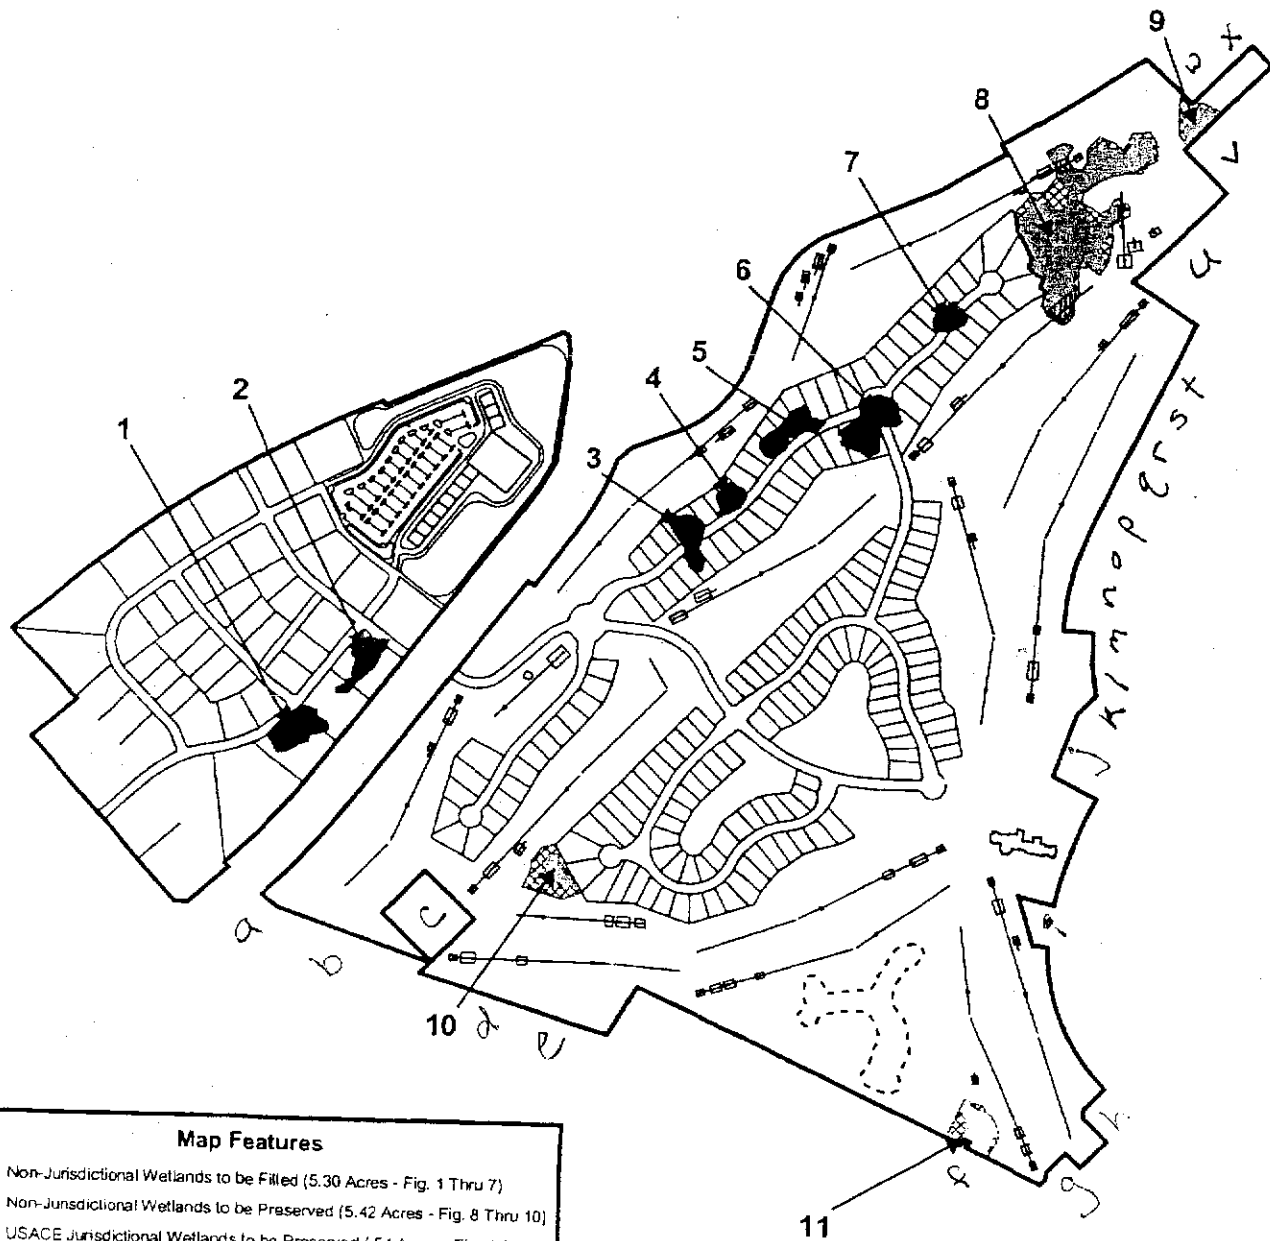 9
x
8
v
7
u
6
5
4
2
1
3
t
s
r
p
o
n
m
l
k
j
c
a
b
10
d
e
h
g
f
11
Map Features
Non-Jurisdictional Wetlands to be Filled (5.30 Acres - Fig. 1 Thru 7)
Non-Jurisdictional Wetlands to be Preserved (5.42 Acres - Fig. 8 Thru 10)
USACE Jurisdictional Wetlands to be Preserved